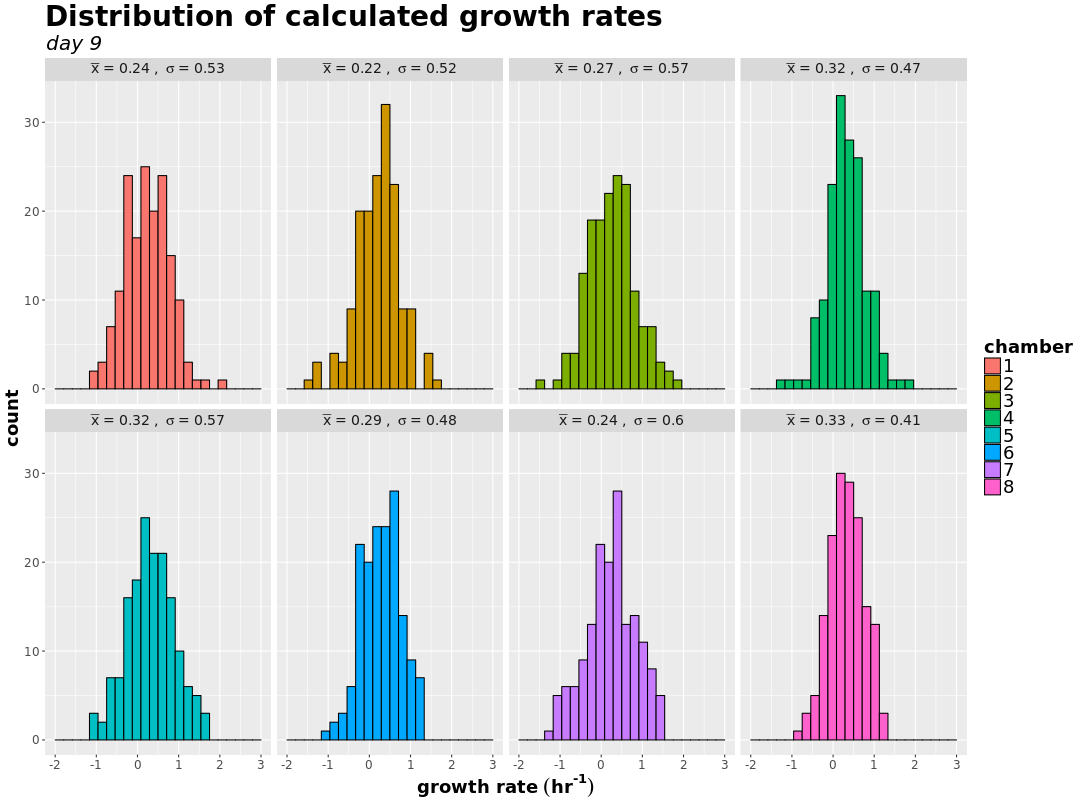 Distribution of calculated growth rates
day 9
x̅ = 0.24 , σ = 0.53
x̅ = 0.22 , σ = 0.52
x̅ = 0.27 , σ = 0.57
x̅ = 0.32 , σ = 0.47
30
20
10
0
x̅ = 0.32 , σ = 0.57
x̅ = 0.29 , σ = 0.48
x̅ = 0.24 , σ = 0.6
x̅ = 0.33 , σ = 0.41
30
20
10
0
-2 -1 0 1 2 3
-2 -1 0 1 2 3
-2 -1 0 1 2 3
-2 -1 0 1 2 3
count
growth rate (hr⁻¹)
chamber
1
2
3
4
5
6
7
8